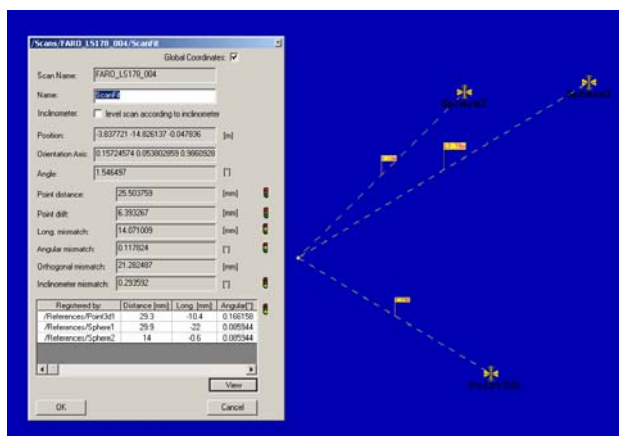 /Scans/FARO_LS178_004/ScanFit
Global Coordinates:
Scan Name: FARO_LS178_004
Name: ScanFit
Inclinometer: level scan according to inclinometer
Position: -3.837721 -14.826137 -0.047836 [m]
Orientation Axis: 0.15724574 0.053802859 0.9860928
Angle: 1.546497 [°]
Point distance: 25.503759 [mm]
Point drift: 6.393267 [mm]
Long. mismatch: 14.071009 [mm]
Angular mismatch: 0.117824 [°]
Orthogonal mismatch: 21.282487 [mm]
Inclinometer mismatch: 0.293592 [°]
Registered by: Distance [mm] Long. [mm] Angular[°]
/References/Point3d1 29.3 -10.4 0.166158
/References/Sphere1 29.9 -22 0.085944
/References/Sphere2 14 -0.6 0.085944
View
OK Cancel